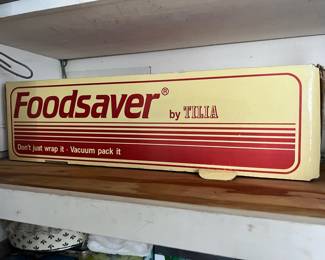 Foodsaver® by TILIA
Don't just wrap it - Vacuum pack it